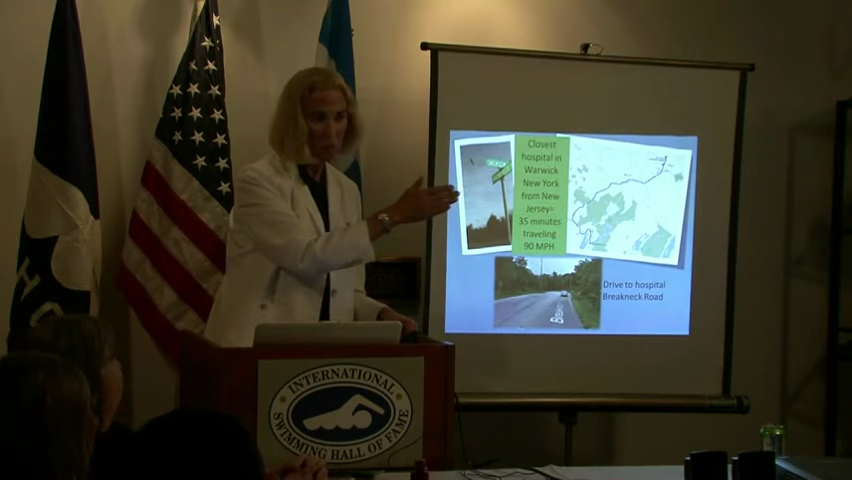 Closest
hospital in
Warwick
New York
from New
Jersey=
35 minutes
traveling
90 MPH
Drive to hospital
Breakneck Road
INTERNATIONAL
SWIMMING HALL OF FAME